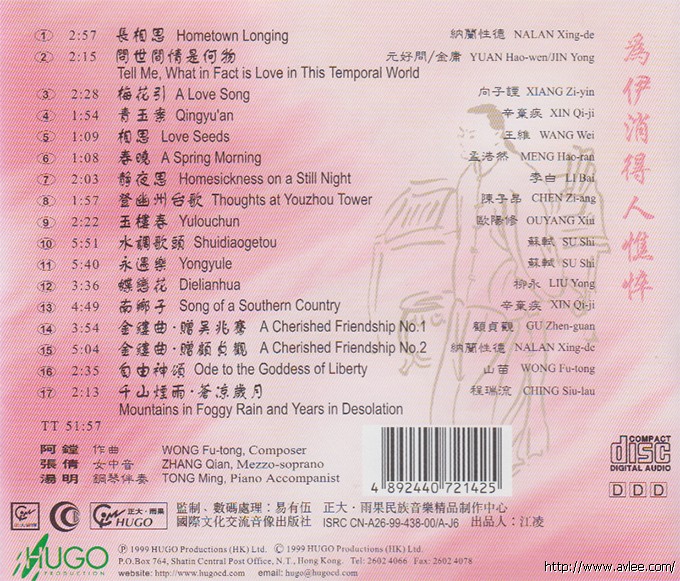 為伊消得人憔悴
1 2:57 長相思 Hometown Longing 納蘭性德 NALAN Xing-de
2 2:15 問世間情是何物 元好問/金庸 YUAN Hao-wen/JIN Yong
Tell Me, What in Fact is Love in This Temporal World
3 2:28 梅花引 A Love Song 向子諲 XIANG Zi-yin
4 1:54 青玉案 Qingyu'an 辛棄疾 XIN Qi-ji
5 1:09 相思 Love Seeds 王維 WANG Wei
6 1:08 春曉 A Spring Morning 孟浩然 MENG Hao-ran
7 2:03 靜夜思 Homesickness on a Still Night 李白 LI Bai
8 1:57 登幽州台歌 Thoughts at Youzhou Tower 陳子昂 CHEN Zi-ang
9 2:22 玉樓春 Yulouchun 歐陽修 OUYANG Xiu
10 5:51 水調歌頭 Shuidiaogetou 蘇軾 SU Shi
11 5:40 永遇樂 Yongyule 蘇軾 SU Shi
12 3:36 蝶戀花 Dielianhua 柳永 LIU Yong
13 4:49 南鄉子 Song of a Southern Country 辛棄疾 XIN Qi-ji
14 3:54 金縷曲·贈吳兆騫 A Cherished Friendship No.1 顧貞觀 GU Zhen-guan
15 5:04 金縷曲·贈顧貞觀 A Cherished Friendship No.2 納蘭性德 NALAN Xing-de
16 2:35 自由神頌 Ode to the Goddess of Liberty 山苗 WONG Fu-tong
17 2:13 千山煙雨·蒼凉歲月 程瑞流 CHING Siu-lau
Mountains in Foggy Rain and Years in Desolation
TT 51:57
阿鏜 作曲 WONG Fu-tong, Composer
張倩 女中音 ZHANG Qian, Mezzo-soprano
湯明 鋼琴伴奏 TONG Ming, Piano Accompanist
4 892440 721425
COMPACT
disc
DIGITAL AUDIO
DDD
正大·雨果
HUGO
監制、數碼處理：易有伍 正大·雨果民族音樂精品制作中心
國際文化交流音像出版社 ISRC CN-A26-99-438-00/A·J6 出品人：江凌
HUGO
PRODUCTION
℗ 1999 HUGO Productions (HK) Ltd. © 1999 HUGO Productions (HK) Ltd.
P.O.Box 764, Shatin Central Post Office, N.T., Hong Kong. Tel: 2602 4066 Fax: 2602 4078
website: http://www.hugocd.com email: hugo@hugocd.com
http://www.avlee.com/